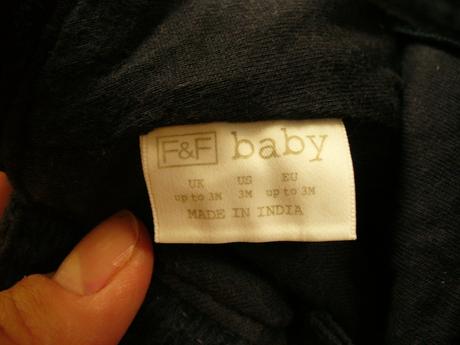 F&F baby
UK US EU
up to 3M 3M up to 3M
MADE IN INDIA